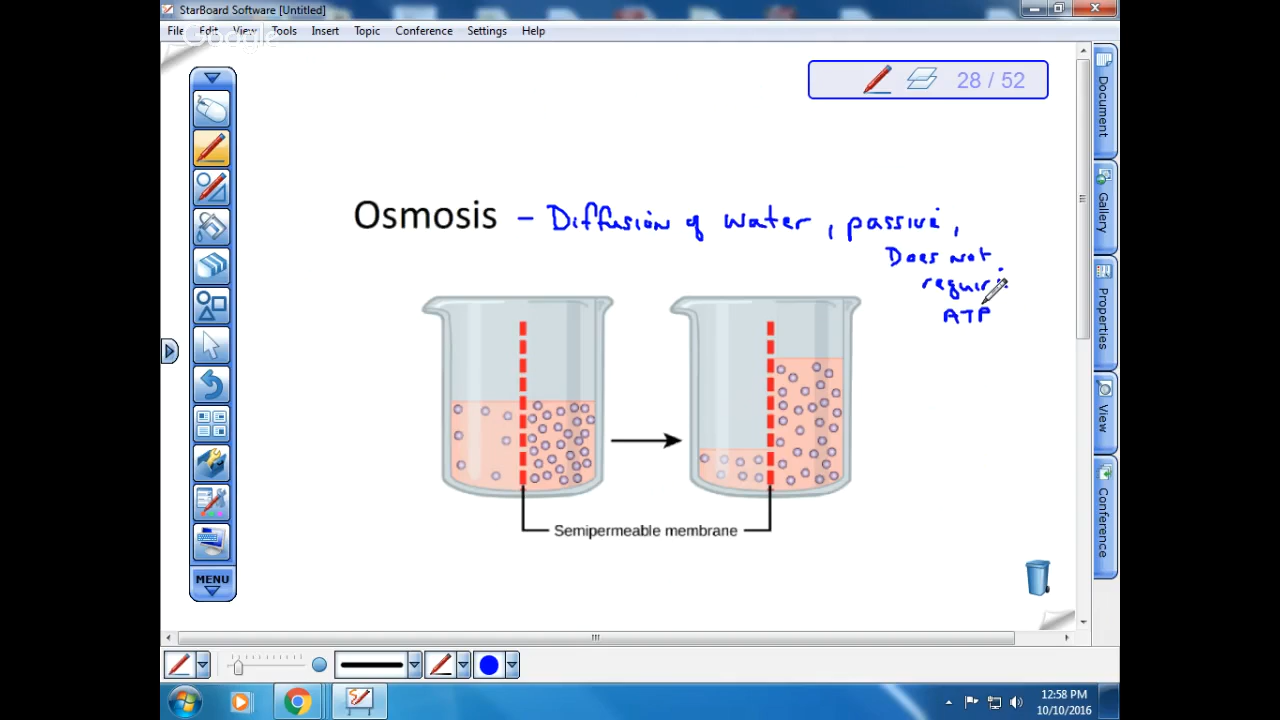 StarBoard Software [Untitled]
File Edit View Tools Insert Topic Conference Settings Help
Google
28 / 52
Osmosis - Diffusion of water, passive,
Does not
require
ATP
Semipermeable membrane
MENU
Document
Gallery
Properties
View
Conference
12:58 PM
10/10/2016